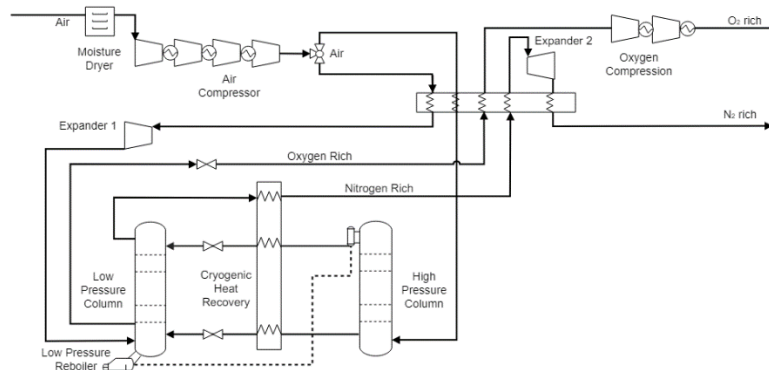 Air
Moisture
Dryer
Air
Compressor
Air
Expander 2
Oxygen
Compression
O₂ rich
N₂ rich
Expander 1
Oxygen Rich
Nitrogen Rich
Low
Pressure
Column
Cryogenic
Heat
Recovery
High
Pressure
Column
Low Pressure
Reboiler